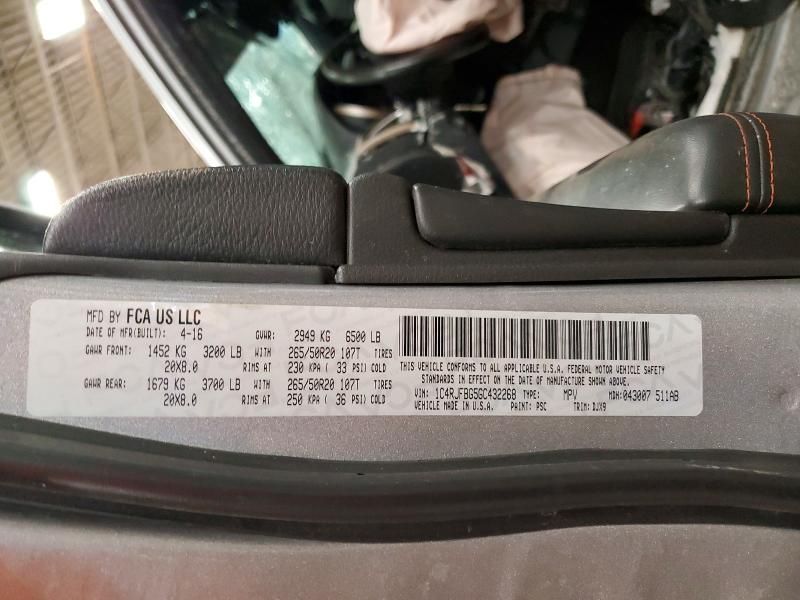 MFD BY FCA US LLC
DATE OF MFR(BUILT): 4-16 GVWR: 2949 KG 6500 LB
GAWR FRONT: 1452 KG 3200 LB WITH 265/50R20 107T TIRES
20X8.0 RIMS AT 230 KPA ( 33 PSI) COLD
GAWR REAR: 1679 KG 3700 LB WITH 265/50R20 107T TIRES
20X8.0 RIMS AT 250 KPA ( 36 PSI) COLD
THIS VEHICLE CONFORMS TO ALL APPLICABLE U.S.A. FEDERAL MOTOR VEHICLE SAFETY
STANDARDS IN EFFECT ON THE DATE OF MANUFACTURE SHOWN ABOVE.
VIN: 1C4RJFBG5GC432268 TYPE: MPV MDH: 043007 511AB
VEHICLE MADE IN U.S.A. PAINT: PSC TRIM: DJX9